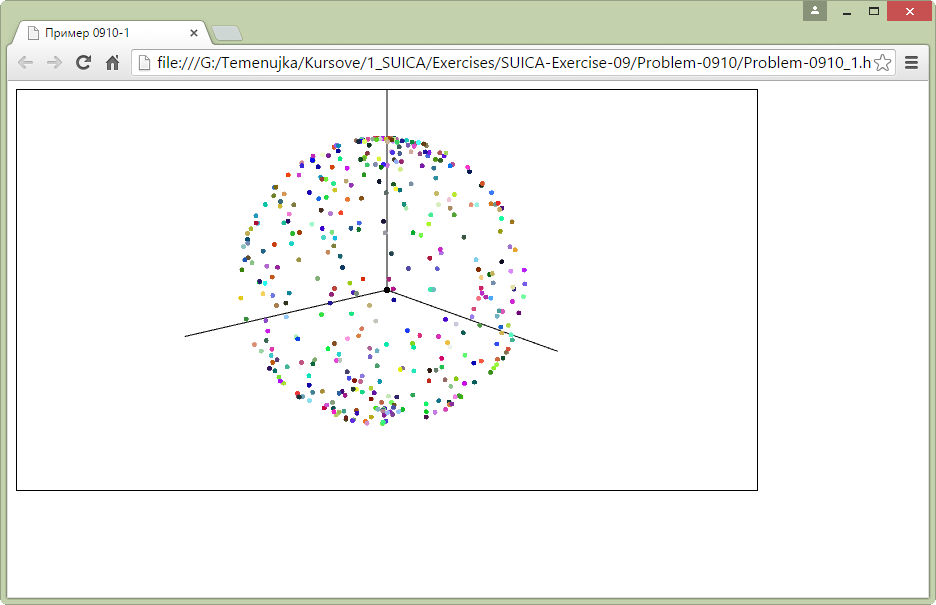 Пример 0910-1
file:///G:/Temenujka/Kursove/1_SUICA/Exercises/SUICA-Exercise-09/Problem-0910/Problem-0910_1.h